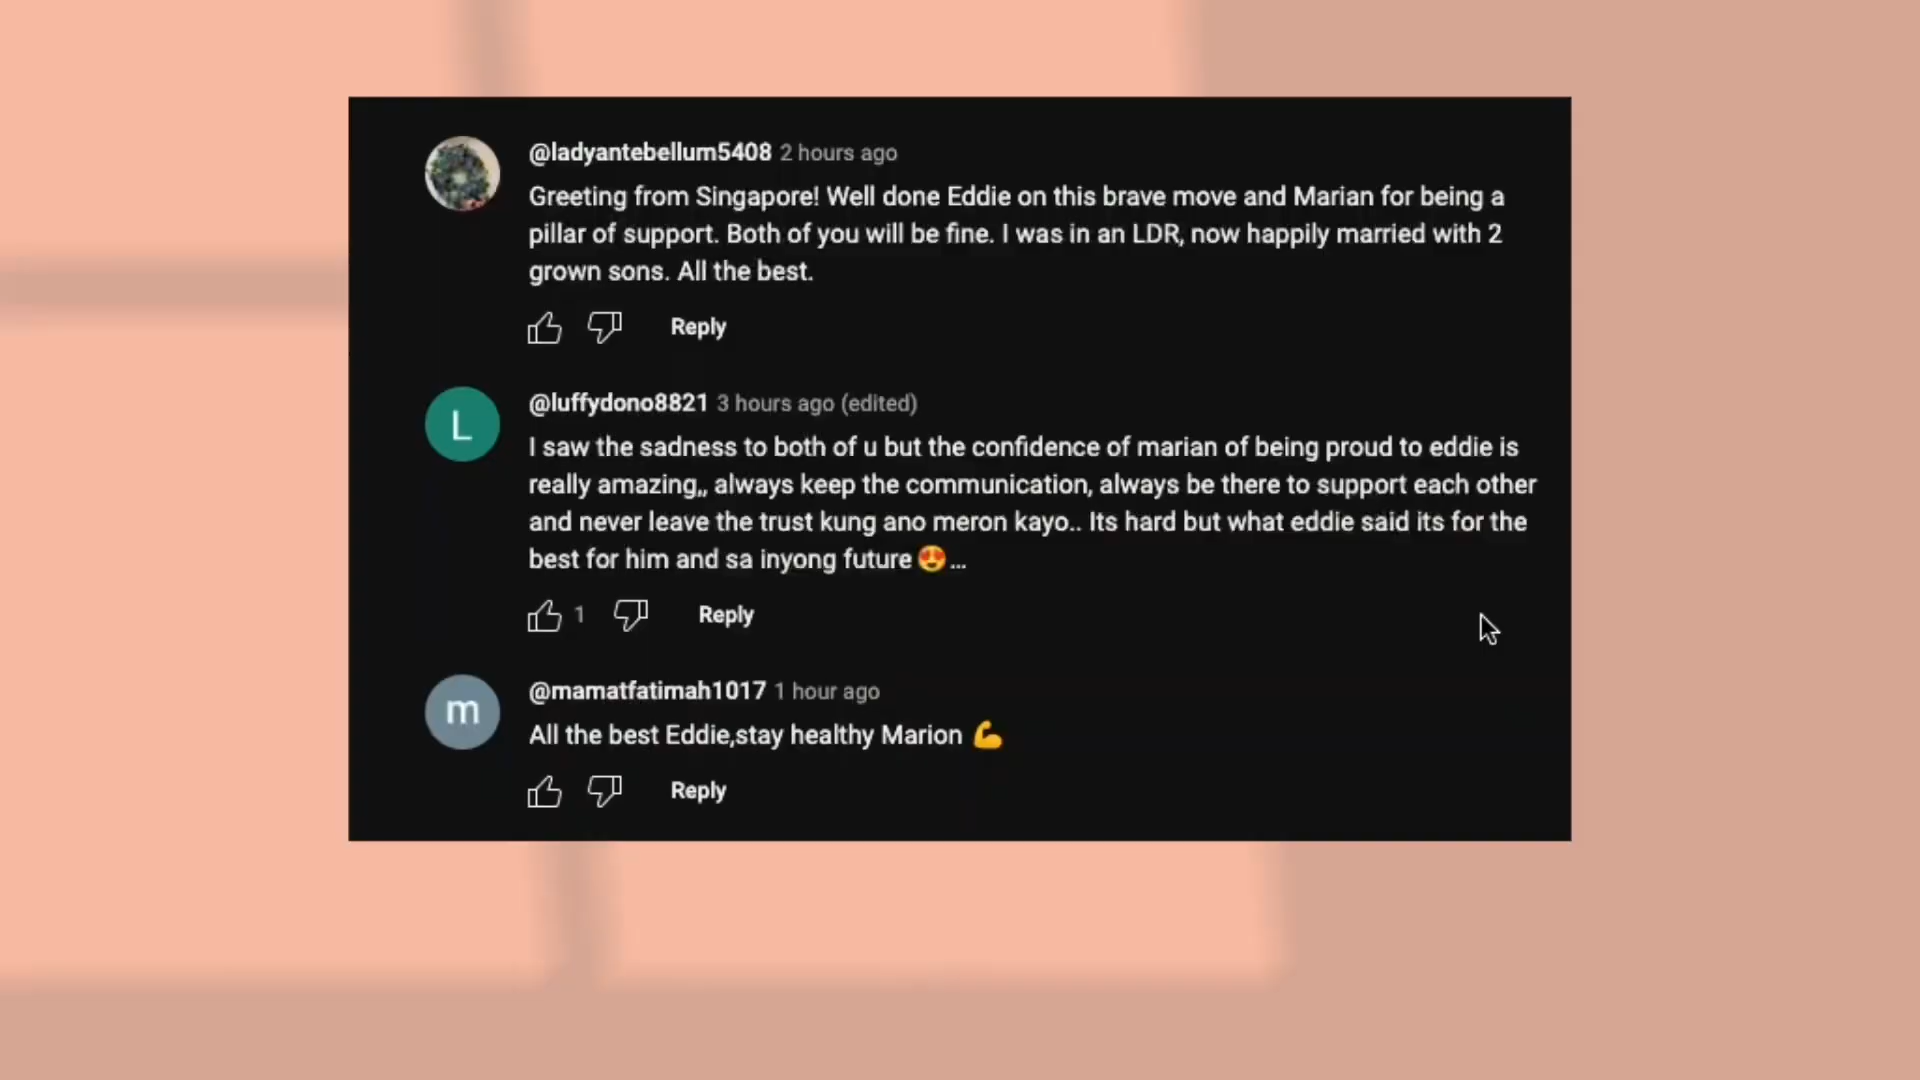 @ladyantebellum5408 2 hours ago
Greeting from Singapore! Well done Eddie on this brave move and Marian for being a
pillar of support. Both of you will be fine. I was in an LDR, now happily married with 2
grown sons. All the best.
Reply
L
@luffydono8821 3 hours ago (edited)
I saw the sadness to both of u but the confidence of marian of being proud to eddie is
really amazing,, always keep the communication, always be there to support each other
and never leave the trust kung ano meron kayo.. Its hard but what eddie said its for the
best for him and sa inyong future 😍...
1 Reply
m
@mamatfatimah1017 1 hour ago
All the best Eddie,stay healthy Marion 💪
Reply